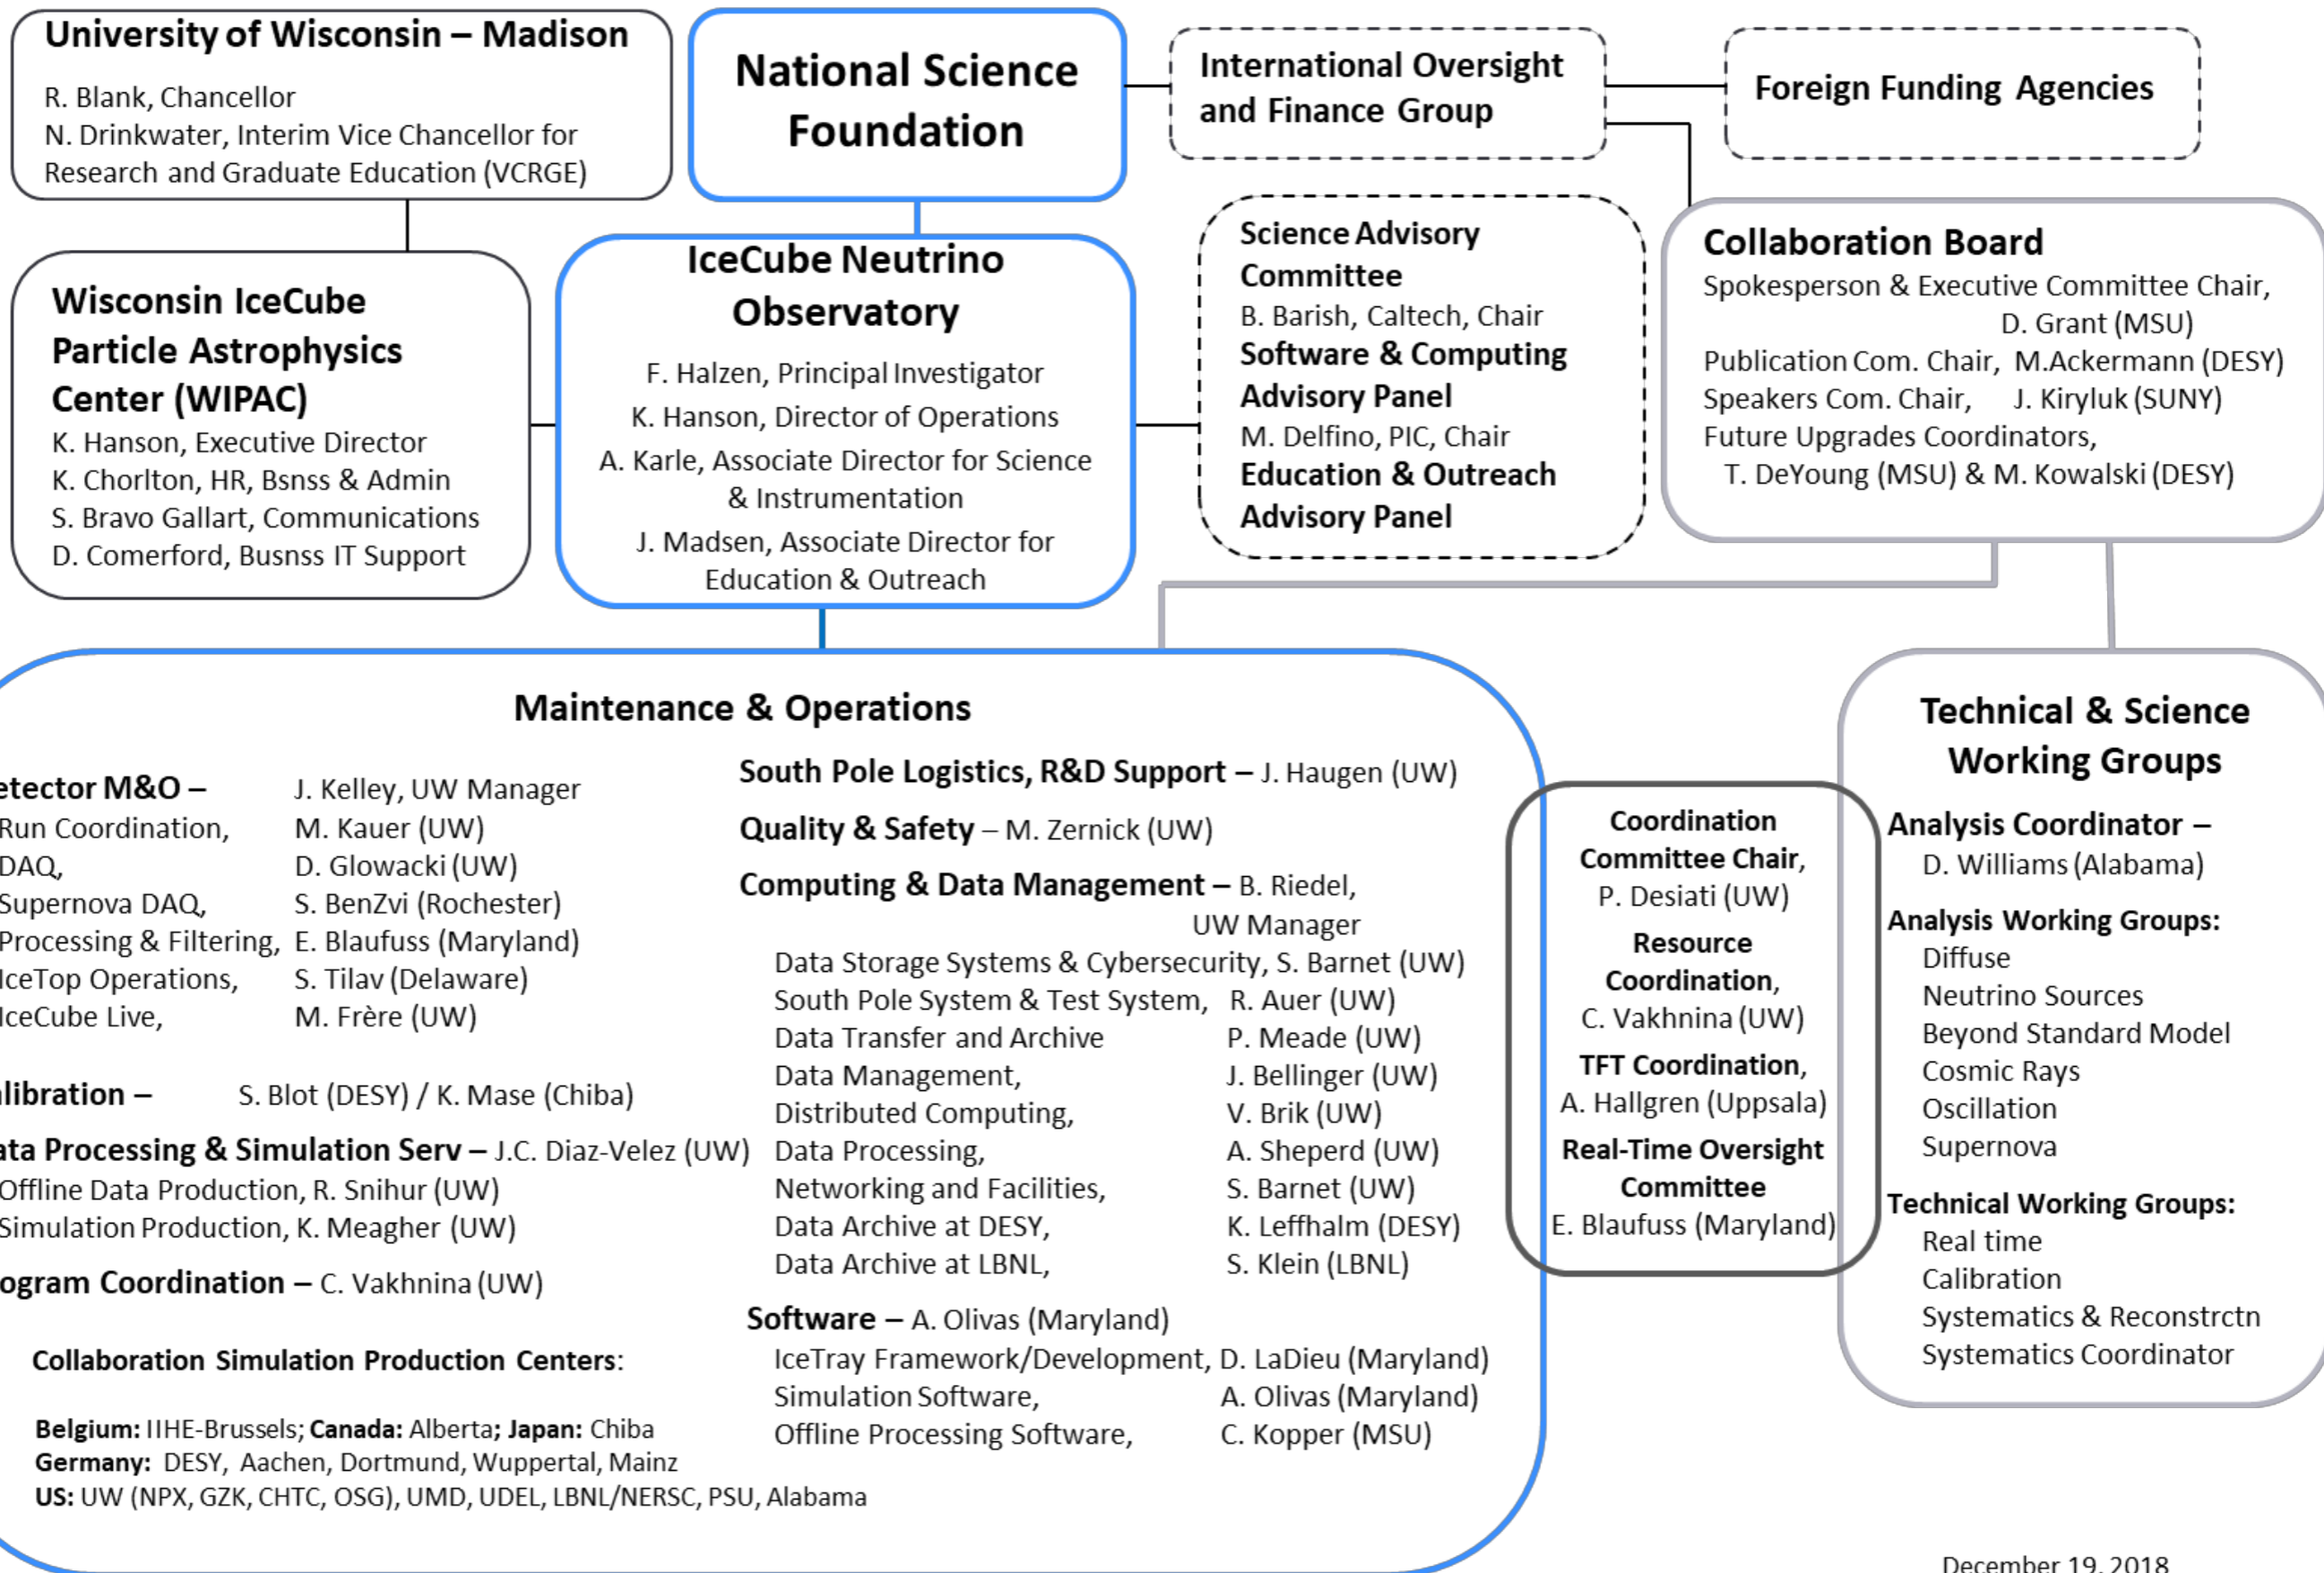 University of Wisconsin – Madison
R. Blank, Chancellor
N. Drinkwater, Interim Vice Chancellor for
Research and Graduate Education (VCRGE)
National Science
Foundation
International Oversight
and Finance Group
Foreign Funding Agencies
Wisconsin IceCube
Particle Astrophysics
Center (WIPAC)
K. Hanson, Executive Director
K. Chorlton, HR, Bsnss & Admin
S. Bravo Gallart, Communications
D. Comerford, Busnss IT Support
IceCube Neutrino
Observatory
F. Halzen, Principal Investigator
K. Hanson, Director of Operations
A. Karle, Associate Director for Science
& Instrumentation
J. Madsen, Associate Director for
Education & Outreach
Science Advisory
Committee
B. Barish, Caltech, Chair
Software & Computing
Advisory Panel
M. Delfino, PIC, Chair
Education & Outreach
Advisory Panel
Collaboration Board
Spokesperson & Executive Committee Chair,
D. Grant (MSU)
Publication Com. Chair, M.Ackermann (DESY)
Speakers Com. Chair, J. Kiryluk (SUNY)
Future Upgrades Coordinators,
T. DeYoung (MSU) & M. Kowalski (DESY)
Maintenance & Operations
etector M&O – J. Kelley, UW Manager
Run Coordination, M. Kauer (UW)
DAQ, D. Glowacki (UW)
Supernova DAQ, S. BenZvi (Rochester)
Processing & Filtering, E. Blaufuss (Maryland)
IceTop Operations, S. Tilav (Delaware)
IceCube Live, M. Frère (UW)
libration – S. Blot (DESY) / K. Mase (Chiba)
ata Processing & Simulation Serv – J.C. Diaz-Velez (UW)
Offline Data Production, R. Snihur (UW)
Simulation Production, K. Meagher (UW)
ogram Coordination – C. Vakhnina (UW)
Collaboration Simulation Production Centers:
Belgium: IIHE-Brussels; Canada: Alberta; Japan: Chiba
Germany: DESY, Aachen, Dortmund, Wuppertal, Mainz
US: UW (NPX, GZK, CHTC, OSG), UMD, UDEL, LBNL/NERSC, PSU, Alabama
South Pole Logistics, R&D Support – J. Haugen (UW)
Quality & Safety – M. Zernick (UW)
Computing & Data Management – B. Riedel,
UW Manager
Data Storage Systems & Cybersecurity, S. Barnet (UW)
South Pole System & Test System, R. Auer (UW)
Data Transfer and Archive P. Meade (UW)
Data Management, J. Bellinger (UW)
Distributed Computing, V. Brik (UW)
Data Processing, A. Sheperd (UW)
Networking and Facilities, S. Barnet (UW)
Data Archive at DESY, K. Leffhalm (DESY)
Data Archive at LBNL, S. Klein (LBNL)
Software – A. Olivas (Maryland)
IceTray Framework/Development, D. LaDieu (Maryland)
Simulation Software, A. Olivas (Maryland)
Offline Processing Software, C. Kopper (MSU)
Coordination
Committee Chair,
P. Desiati (UW)
Resource
Coordination,
C. Vakhnina (UW)
TFT Coordination,
A. Hallgren (Uppsala)
Real-Time Oversight
Committee
E. Blaufuss (Maryland)
Technical & Science
Working Groups
Analysis Coordinator –
D. Williams (Alabama)
Analysis Working Groups:
Diffuse
Neutrino Sources
Beyond Standard Model
Cosmic Rays
Oscillation
Supernova
Technical Working Groups:
Real time
Calibration
Systematics & Reconstrctn
Systematics Coordinator
December 19, 2018